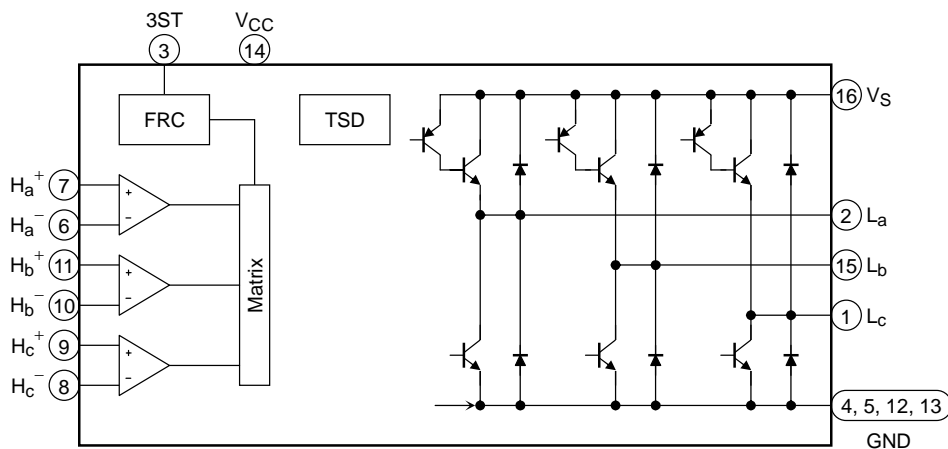 3ST
VCC
3
14
FRC
TSD
16 VS
Ha+ 7
+
Ha− 6
−
2 La
Hb+ 11
+
Hb− 10
−
Matrix
15 Lb
Hc+ 9
+
Hc− 8
−
1 Lc
4, 5, 12, 13
GND